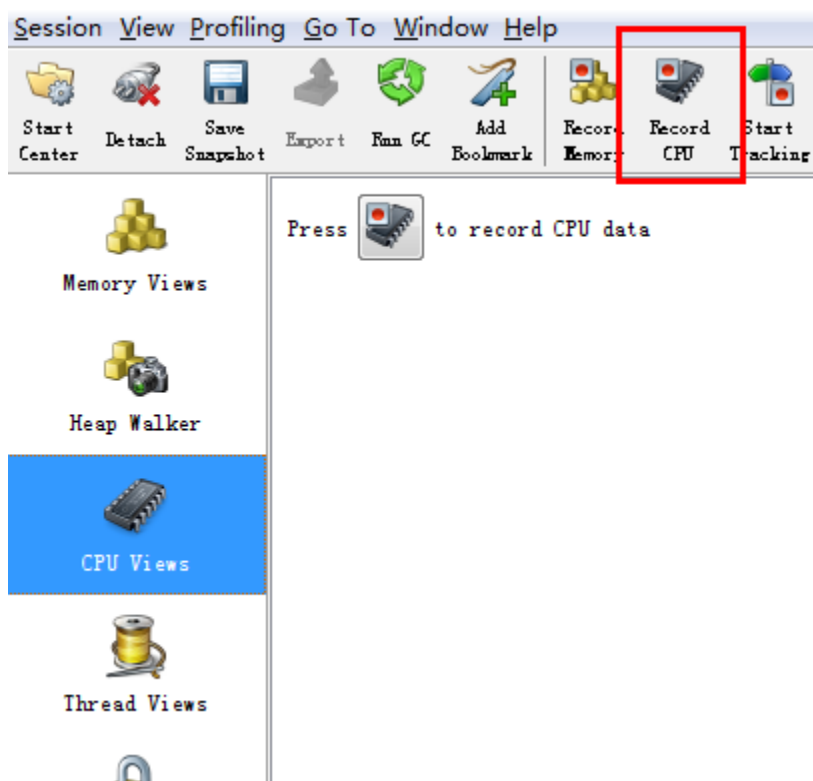 Session View Profiling Go To Window Help
Start Center
Detach
Save Snapshot
Export
Run GC
Add Bookmark
Record Memory
Record CPU
Start Tracking
Press to record CPU data
Memory Views
Heap Walker
CPU Views
Thread Views